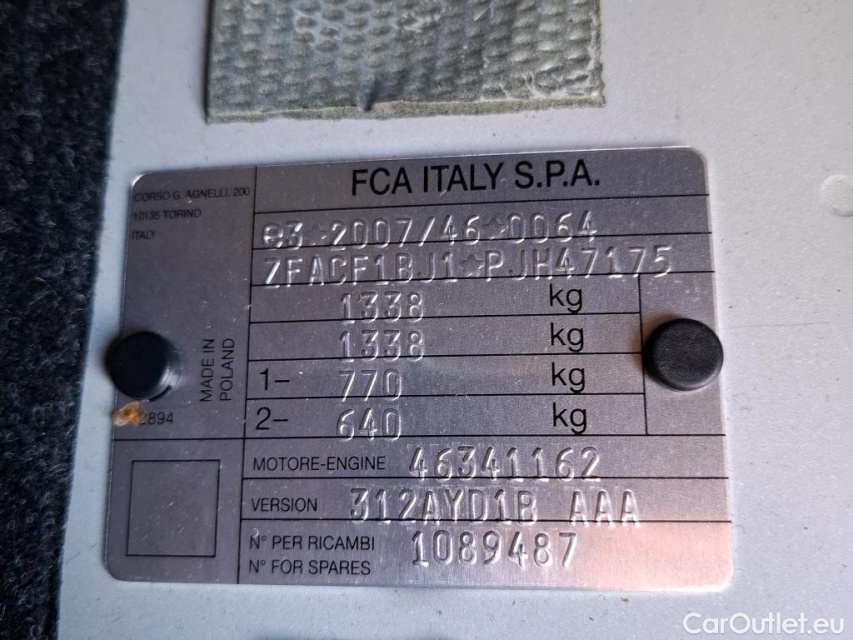 FCA ITALY S.P.A.
CORSO G. AGNELLI, 200
10135 TORINO
ITALY
e3*2007/46*0064
ZFACF1BJ1*PJH47175
1338 kg
1338 kg
1- 770 kg
2- 640 kg
MADE IN
POLAND
2894
MOTORE-ENGINE 46341162
VERSION 312AYD1B AAA
N° PER RICAMBI
N° FOR SPARES
1089487
CarOutlet.eu